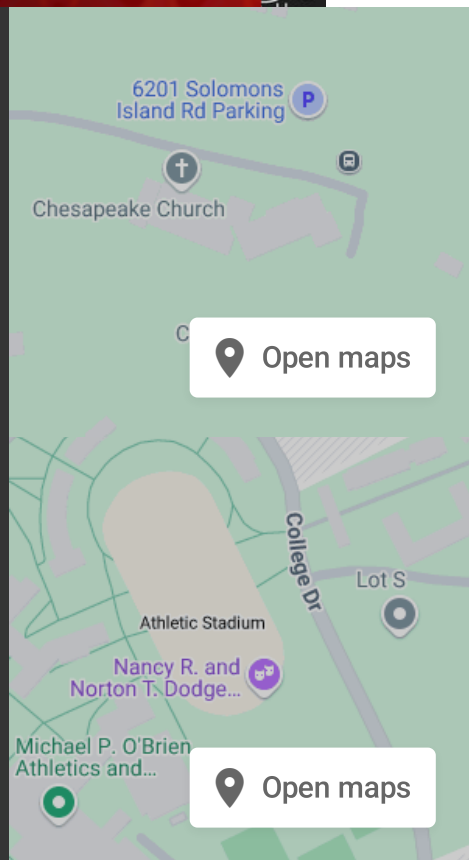 6201 Solomons
Island Rd Parking
P
Chesapeake Church
C
Open maps
College Dr
Lot S
Athletic Stadium
Nancy R. and
Norton T. Dodge...
Michael P. O'Brien
Athletics and...
Open maps